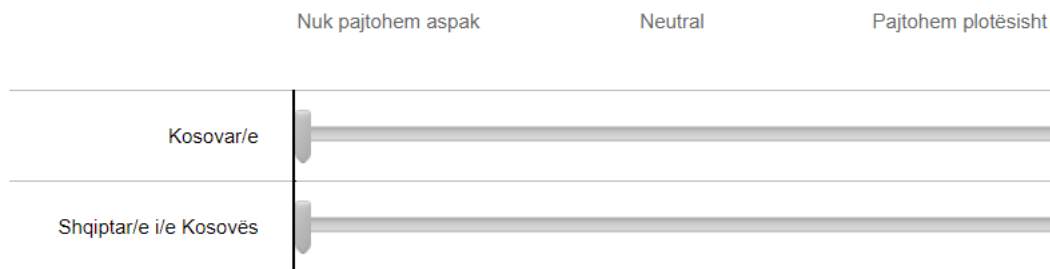 Nuk pajtohem aspak Neutral Pajtohem plotësisht
Kosovar/e
Shqiptar/e i/e Kosovës